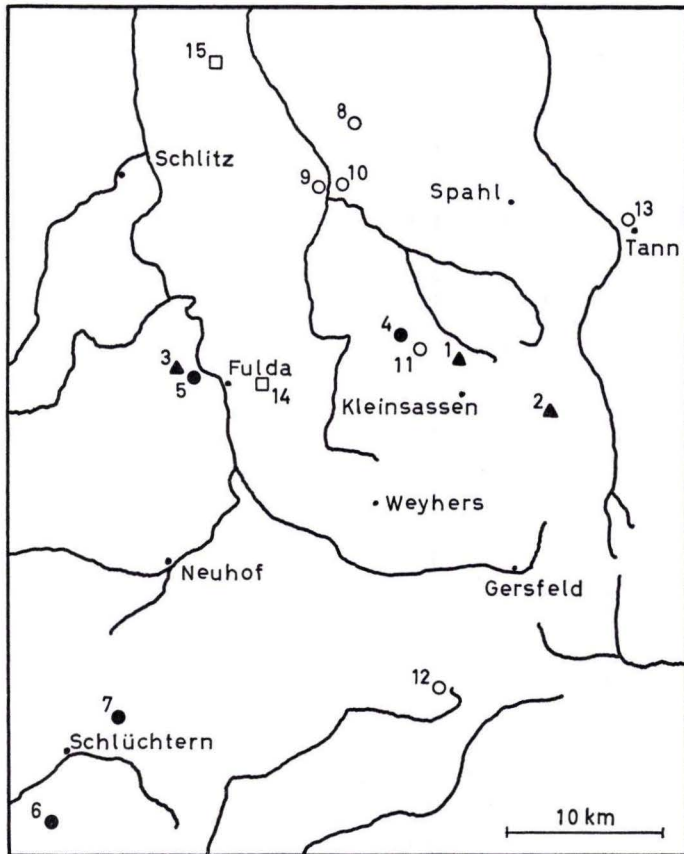 15
8
Schlitz
9
10
Spahl
13
Tann
4
3
11
1
Fulda
5
14
Kleinsassen
2
Weyhers
Neuhof
Gersfeld
12
7
Schlüchtern
6
10 km